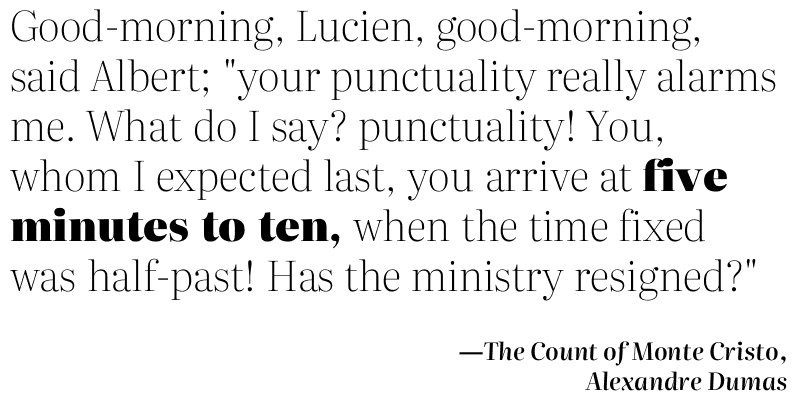 Good-morning, Lucien, good-morning,
said Albert; "your punctuality really alarms
me. What do I say? punctuality! You,
whom I expected last, you arrive at five
minutes to ten, when the time fixed
was half-past! Has the ministry resigned?"
—The Count of Monte Cristo,
Alexandre Dumas